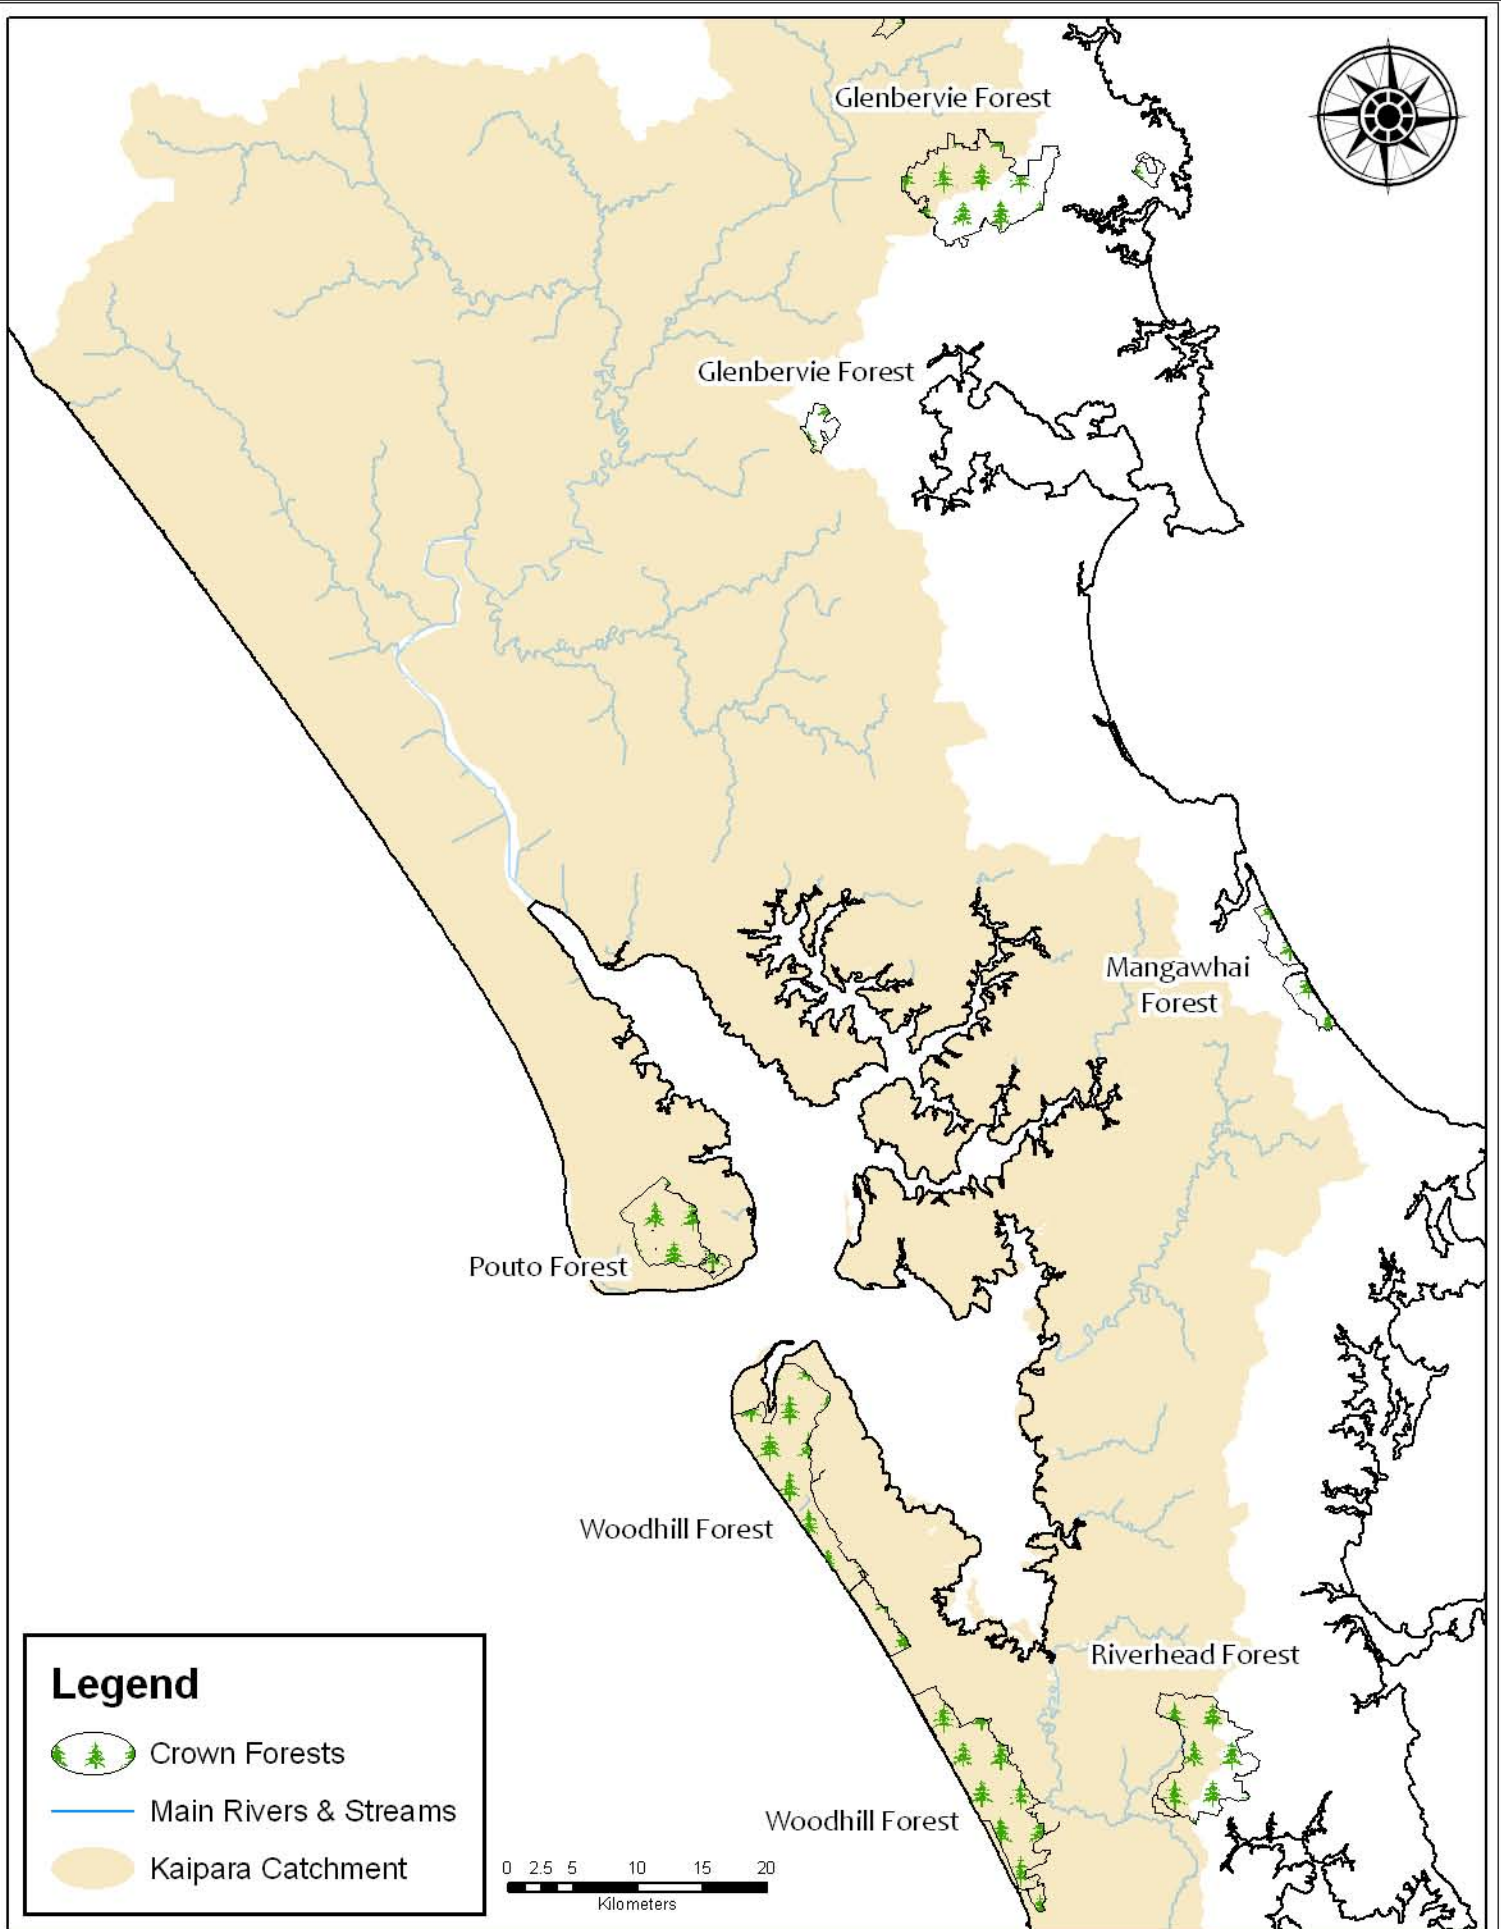 Glenbervie Forest
Glenbervie Forest
Mangawhai
Forest
Pouto Forest
Woodhill Forest
Riverhead Forest
Woodhill Forest
Legend
Crown Forests
Main Rivers & Streams
Kaipara Catchment
0 2.5 5 10 15 20
Kilometers